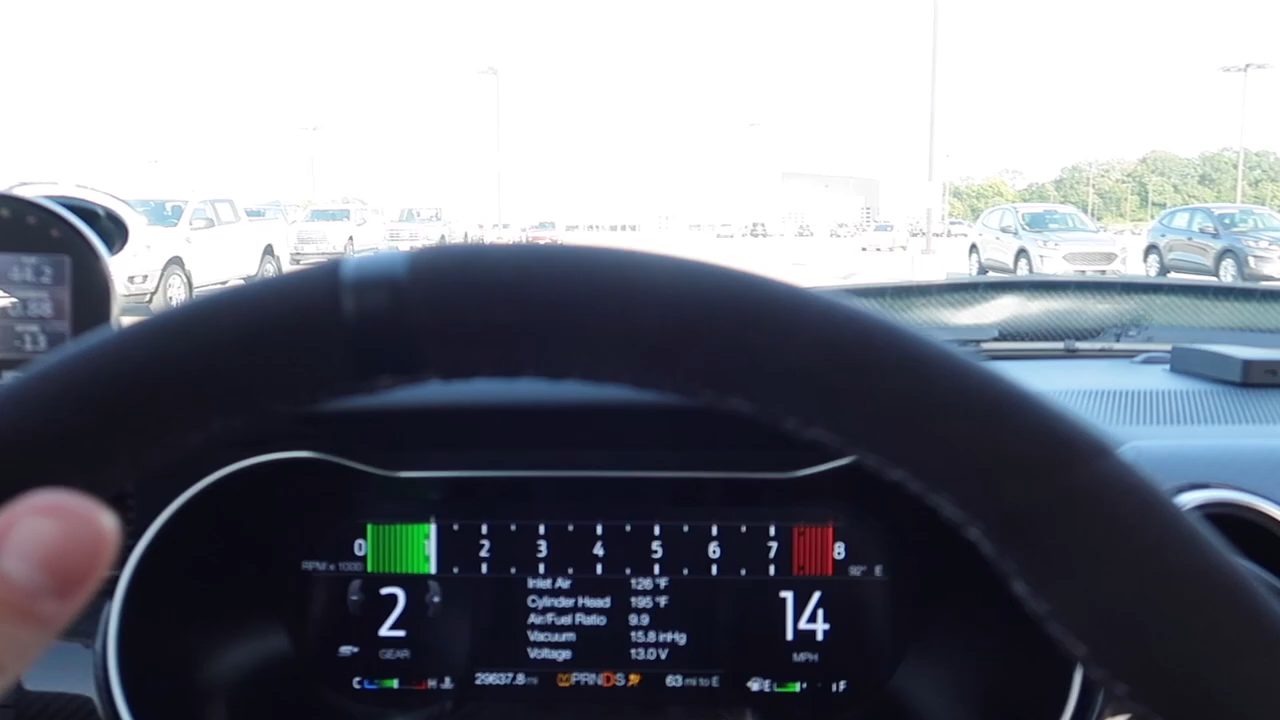 0 1 2 3 4 5 6 7 8
RPM x 1000
92° E
Inlet Air 126 °F
Cylinder Head 195 °F
Air/Fuel Ratio 9.9
Vacuum 15.8 inHg
Voltage 13.0 V
2
GEAR
14
MPH
C H
29637.8 mi
PRNDS
63 mi to E
E F